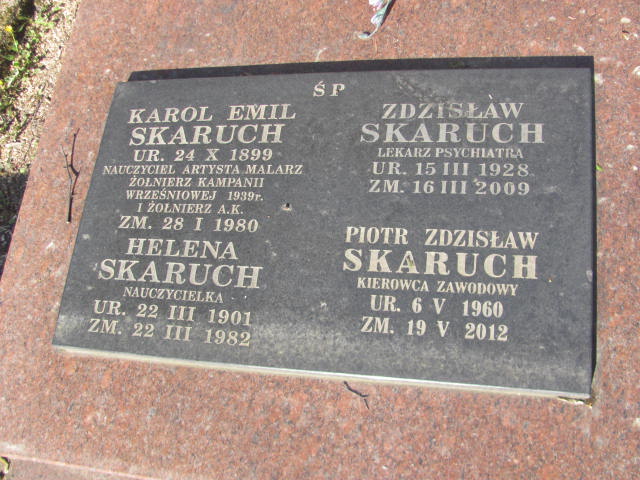 ŚP
KAROL EMIL
SKARUCH
UR. 24 X 1899
NAUCZYCIEL ARTYSTA MALARZ
ŻOŁNIERZ KAMPANII
WRZEŚNIOWEJ 1939r.
I ŻOŁNIERZ A.K.
ZM. 28 I 1980
HELENA
SKARUCH
NAUCZYCIELKA
UR. 22 III 1901
ZM. 22 III 1982
ZDZISŁAW
SKARUCH
LEKARZ PSYCHIATRA
UR. 15 III 1928
ZM. 16 III 2009
PIOTR ZDZISŁAW
SKARUCH
KIEROWCA ZAWODOWY
UR. 6 V 1960
ZM. 19 V 2012